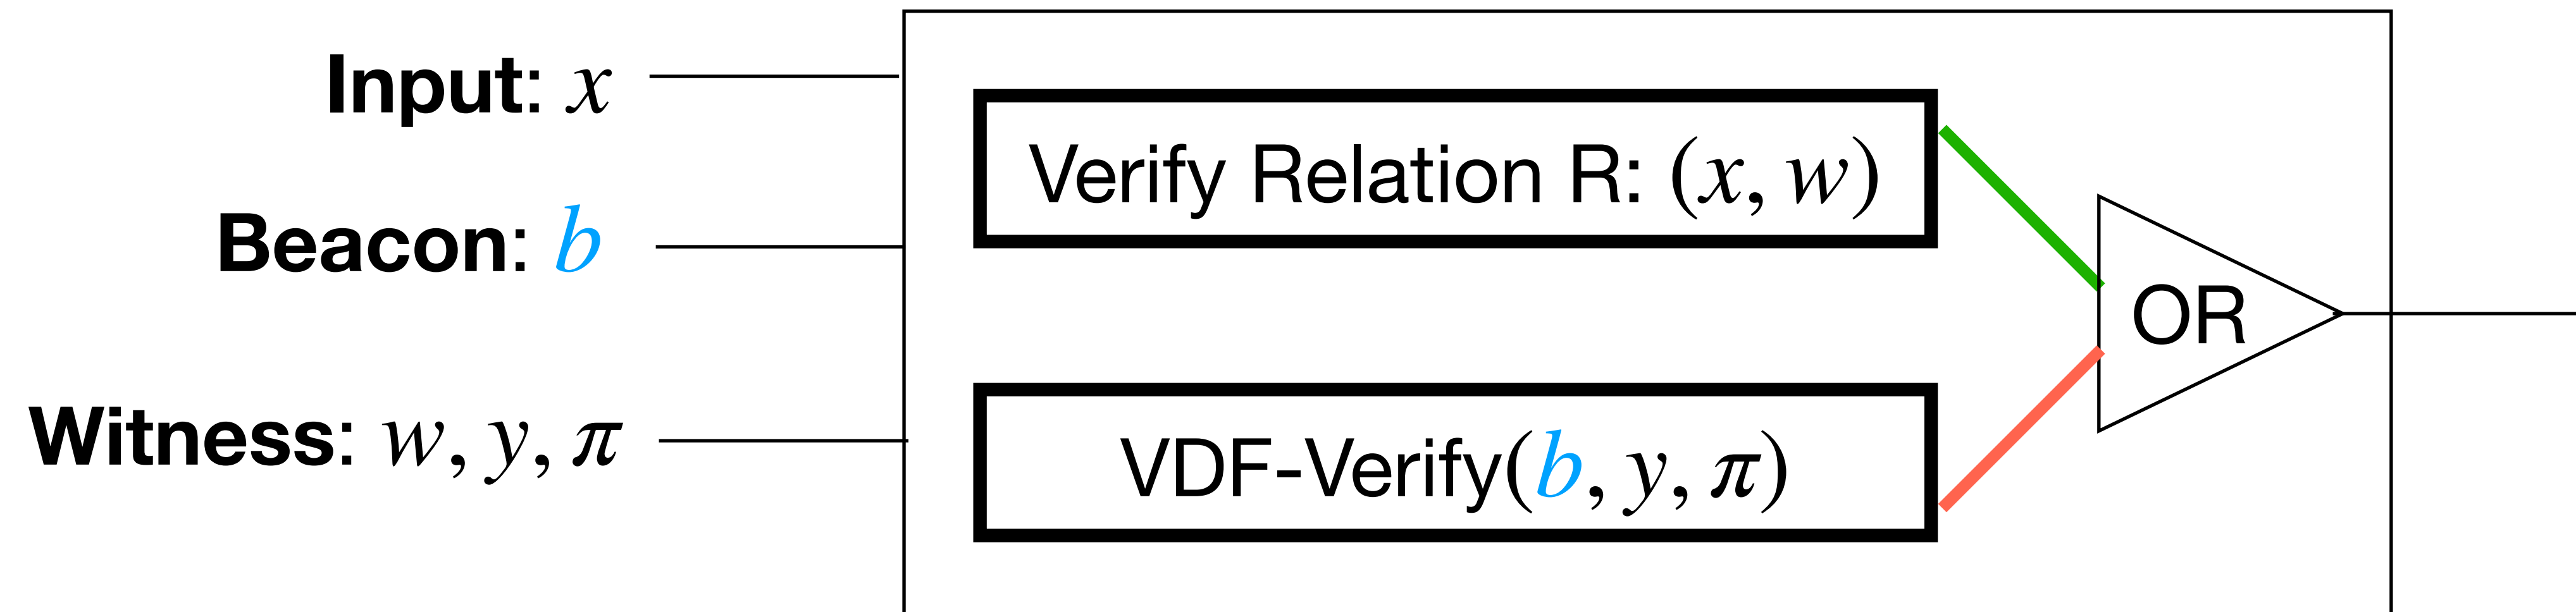 Input: x
Verify Relation R: (x, w)
Beacon: b
OR
Witness: w, y, π
VDF-Verify(b, y, π)